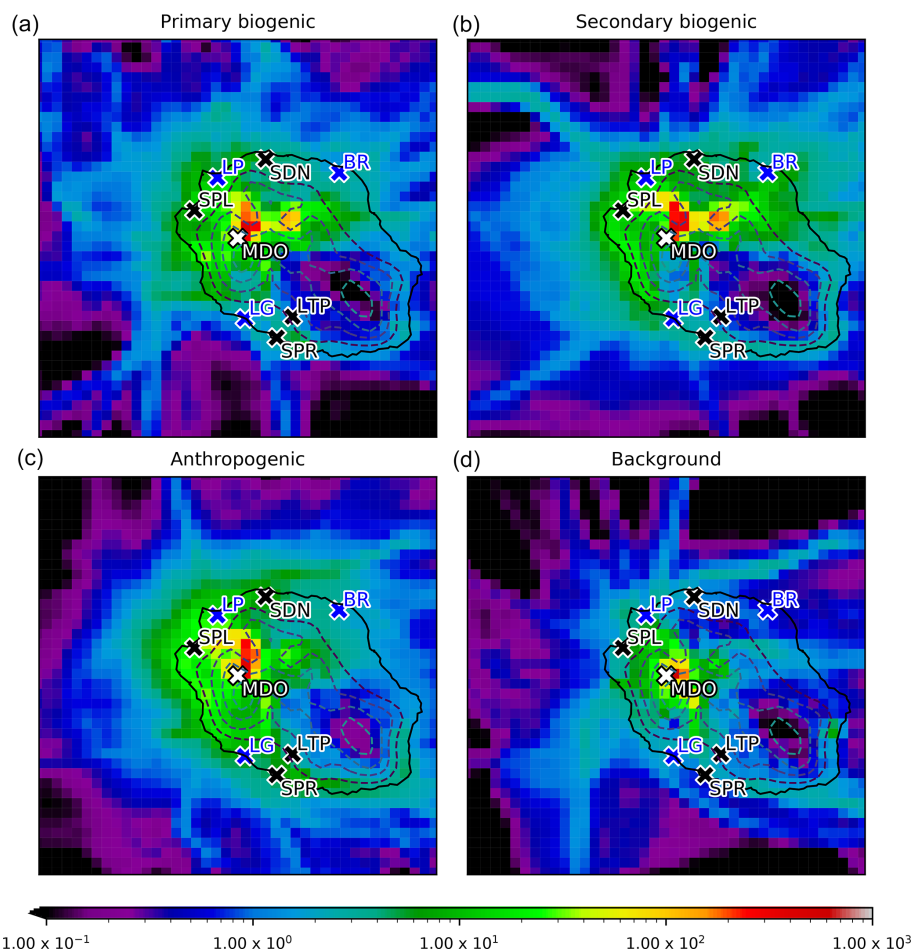 (a) Primary biogenic
(b) Secondary biogenic
LP
SDN
BR
SPL
MDO
LG
LTP
SPR
LP
SDN
BR
SPL
MDO
LG
LTP
SPR
(c) Anthropogenic
(d) Background
LP
SDN
BR
SPL
MDO
LG
LTP
SPR
LP
SDN
BR
SPL
MDO
LG
LTP
SPR
1.00 x 10⁻¹ 1.00 x 10⁰ 1.00 x 10¹ 1.00 x 10² 1.00 x 10³